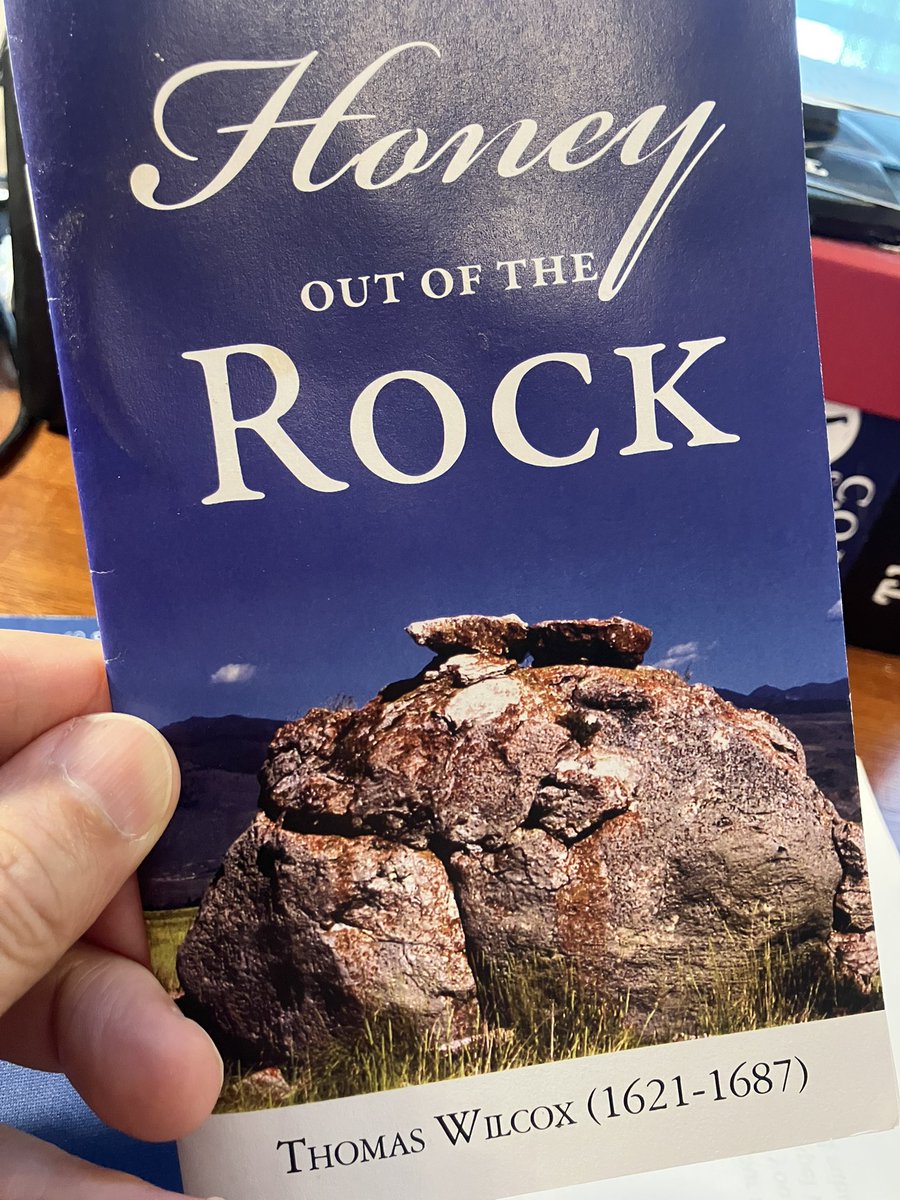 Honey
OUT OF THE
ROCK
THOMAS WILCOX (1621-1687)